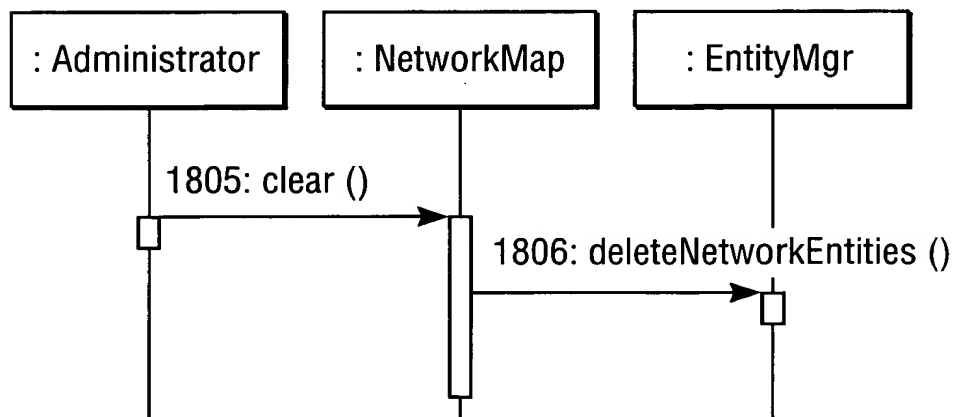 : Administrator
: NetworkMap
: EntityMgr
1805: clear ()
1806: deleteNetworkEntities ()